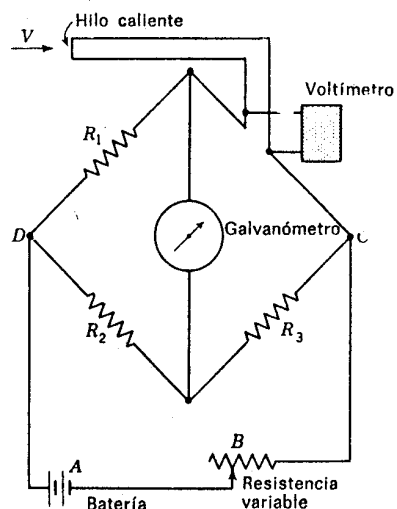 Hilo caliente
V
Voltímetro
R1
Galvanómetro
D
R2
R3
B
A
Resistencia
variable
Batería